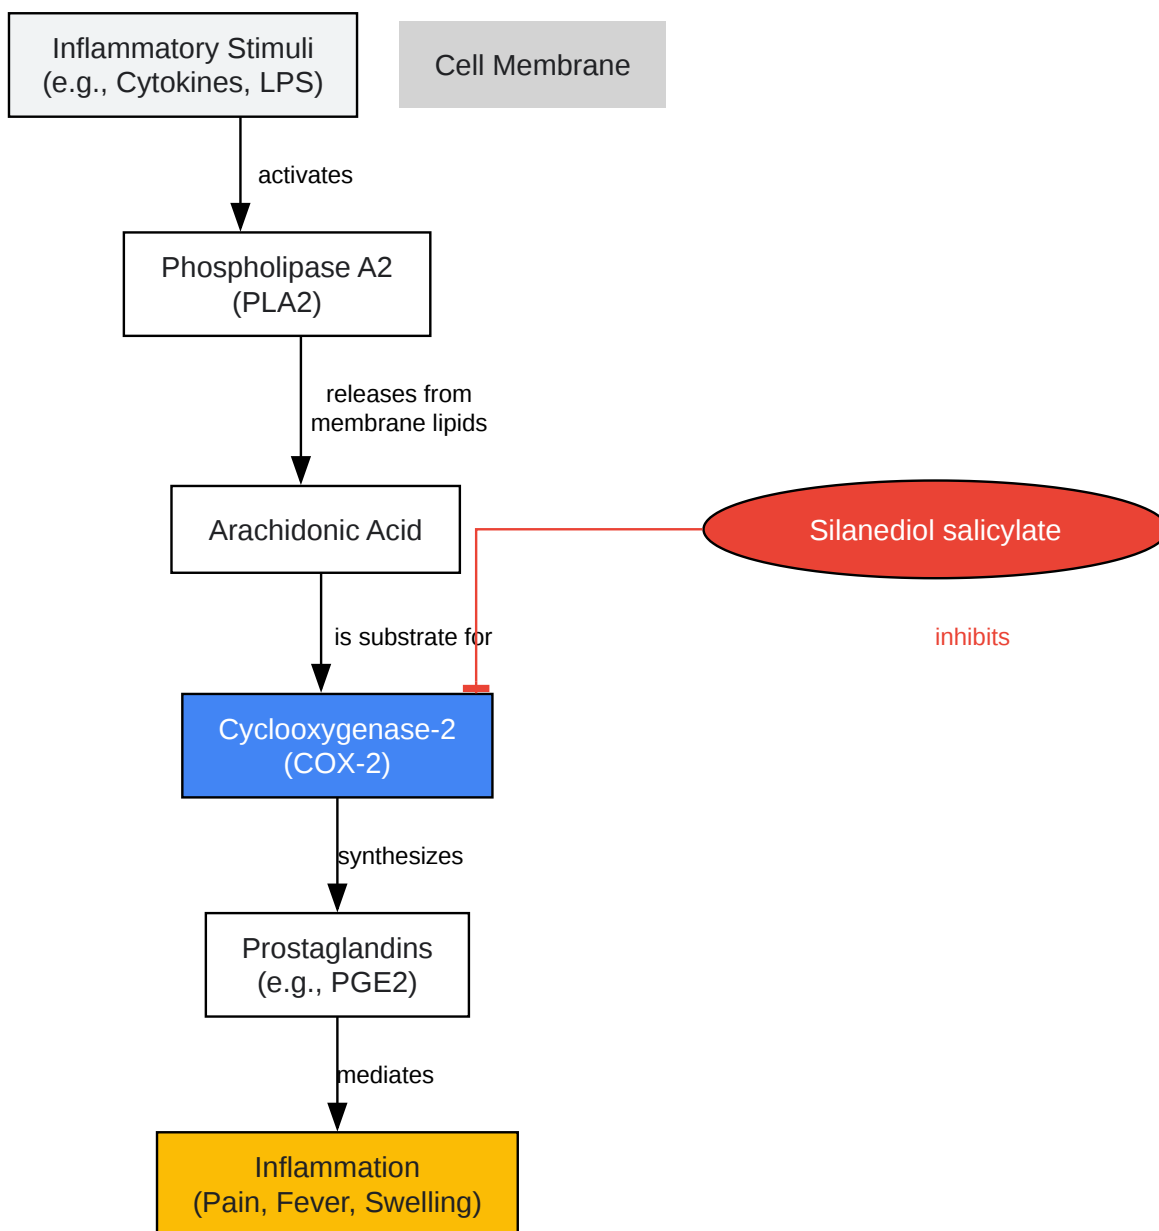 Inflammatory Stimuli
(e.g., Cytokines, LPS)
Cell Membrane
activates
Phospholipase A2
(PLA2)
releases from
membrane lipids
Arachidonic Acid
Silanediol salicylate
is substrate for
inhibits
Cyclooxygenase-2
(COX-2)
synthesizes
Prostaglandins
(e.g., PGE2)
mediates
Inflammation
(Pain, Fever, Swelling)